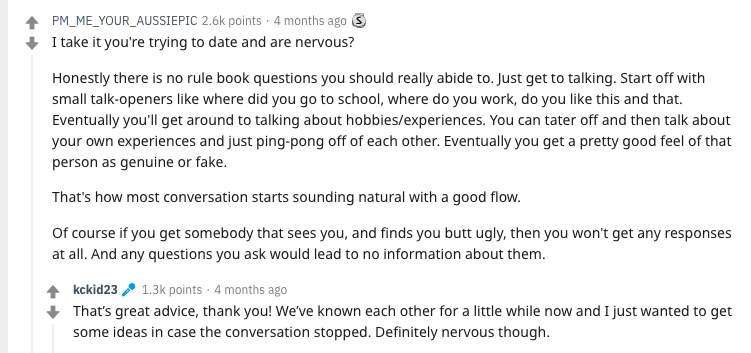 PM_ME_YOUR_AUSSIEPIC 2.6k points · 4 months ago
I take it you're trying to date and are nervous?
Honestly there is no rule book questions you should really abide to. Just get to talking. Start off with
small talk-openers like where did you go to school, where do you work, do you like this and that.
Eventually you'll get around to talking about hobbies/experiences. You can tater off and then talk about
your own experiences and just ping-pong off of each other. Eventually you get a pretty good feel of that
person as genuine or fake.
That's how most conversation starts sounding natural with a good flow.
Of course if you get somebody that sees you, and finds you butt ugly, then you won't get any responses
at all. And any questions you ask would lead to no information about them.
kckid23 1.3k points · 4 months ago
That’s great advice, thank you! We’ve known each other for a little while now and I just wanted to get
some ideas in case the conversation stopped. Definitely nervous though.